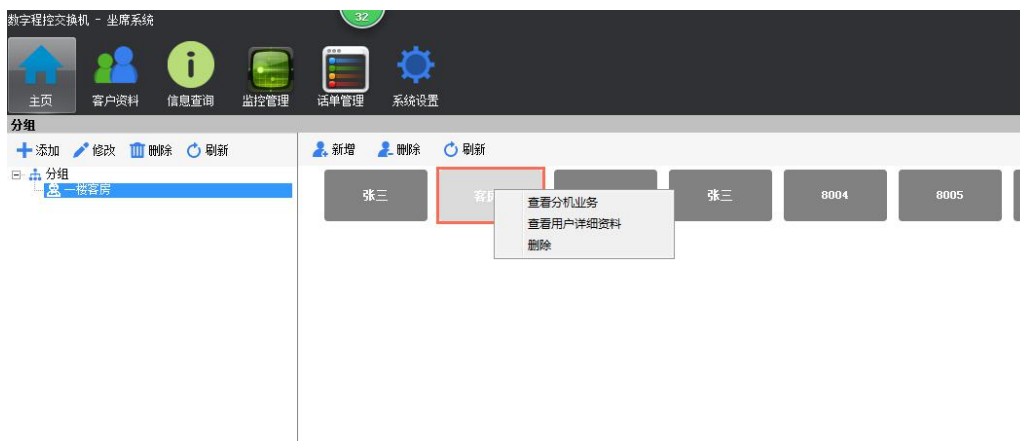 数字程控交换机 - 坐席系统
32
主页 客户资料 信息查询 监控管理 话单管理 系统设置
分组
添加 修改 删除 刷新
新增 删除 刷新
分组
一楼客房
张三 张三 8004 8005
查看分机业务
查看用户详细资料
删除